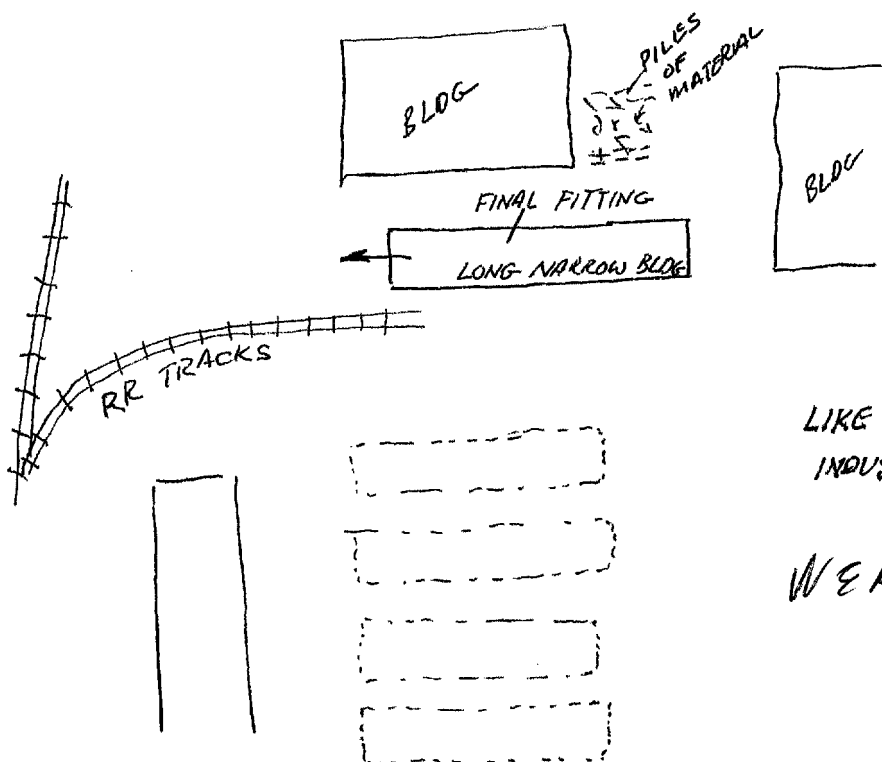 PILES
OF
MATERIAL
BLDG
BLDG
FINAL FITTING
LONG NARROW BLDG
RR TRACKS
LIKE